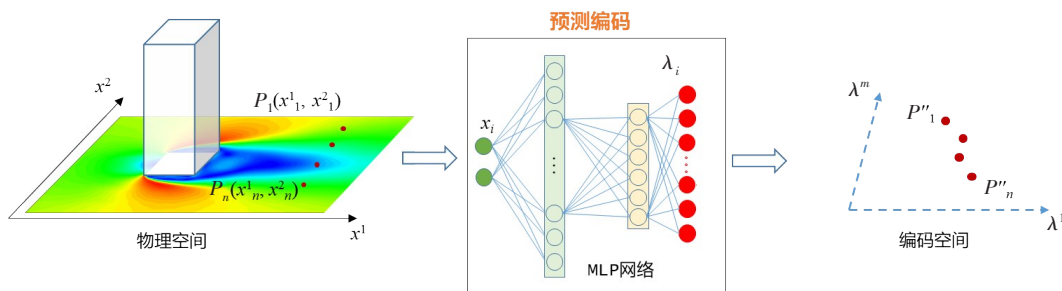 预测编码
x²
P₁(x¹₁, x²₁)
Pₙ(x¹ₙ, x²ₙ)
x¹
物理空间
xᵢ
λᵢ
MLP网络
λᵐ
P″₁
P″ₙ
λ¹
编码空间